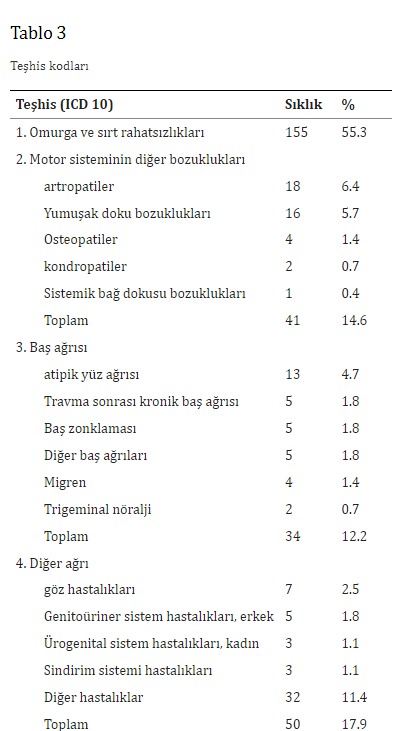 Tablo 3
Teşhis kodları
Teşhis (ICD 10) Sıklık %
1. Omurga ve sırt rahatsızlıkları 155 55.3
2. Motor sisteminin diğer bozuklukları
artropatiler 18 6.4
Yumuşak doku bozuklukları 16 5.7
Osteopatiler 4 1.4
kondropatiler 2 0.7
Sistemik bağ dokusu bozuklukları 1 0.4
Toplam 41 14.6
3. Baş ağrısı
atipik yüz ağrısı 13 4.7
Travma sonrası kronik baş ağrısı 5 1.8
Baş zonklaması 5 1.8
Diğer baş ağrıları 5 1.8
Migren 4 1.4
Trigeminal nöralji 2 0.7
Toplam 34 12.2
4. Diğer ağrı
göz hastalıkları 7 2.5
Genitoüriner sistem hastalıkları, erkek 5 1.8
Ürogenital sistem hastalıkları, kadın 3 1.1
Sindirim sistemi hastalıkları 3 1.1
Diğer hastalıklar 32 11.4
Toplam 50 17.9